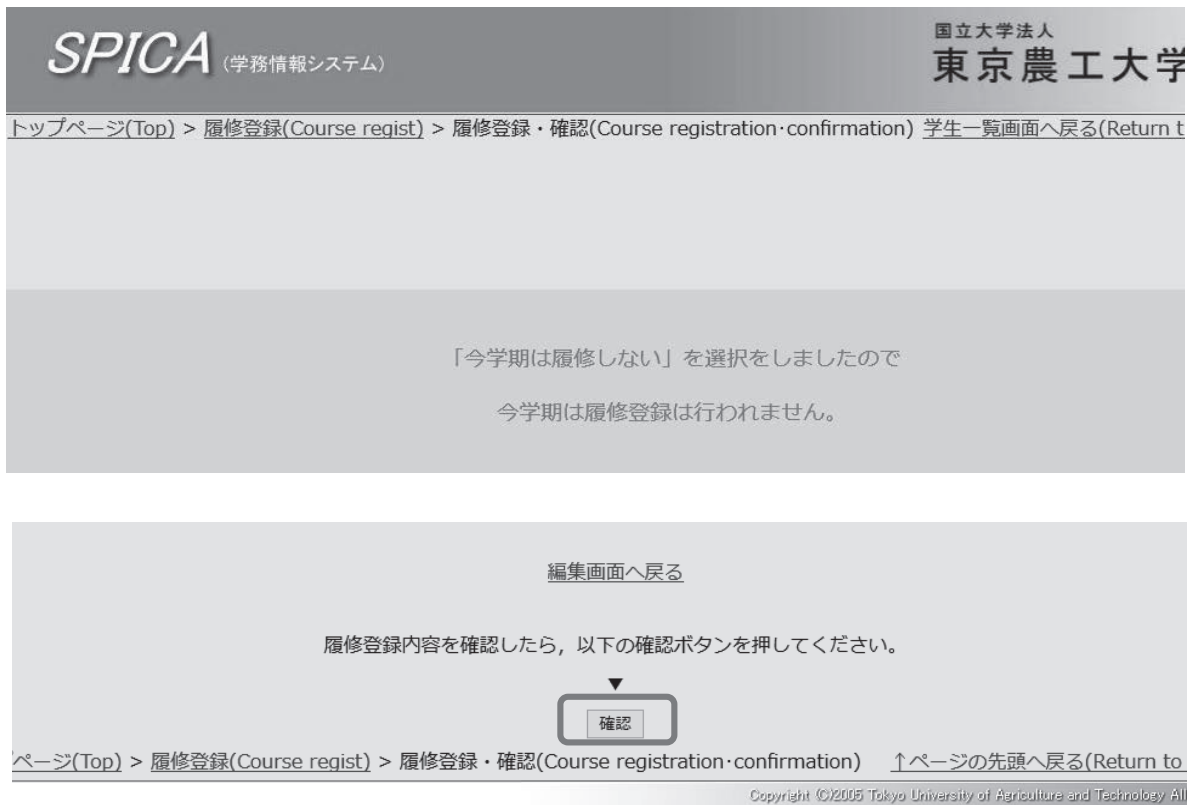 SPICA (学務情報システム)
国立大学法人
東京農工大学
トップページ(Top) > 履修登録(Course regist) > 履修登録・確認(Course registration･confirmation) 学生一覧画面へ戻る(Return t
「今学期は履修しない」を選択をしましたので
今学期は履修登録は行われません。
編集画面へ戻る
履修登録内容を確認したら，以下の確認ボタンを押してください。
▼
確認
ページ(Top) > 履修登録(Course regist) > 履修登録・確認(Course registration･confirmation) ↑ページの先頭へ戻る(Return to
Copyright (C)2005 Tokyo University of Agriculture and Technology All